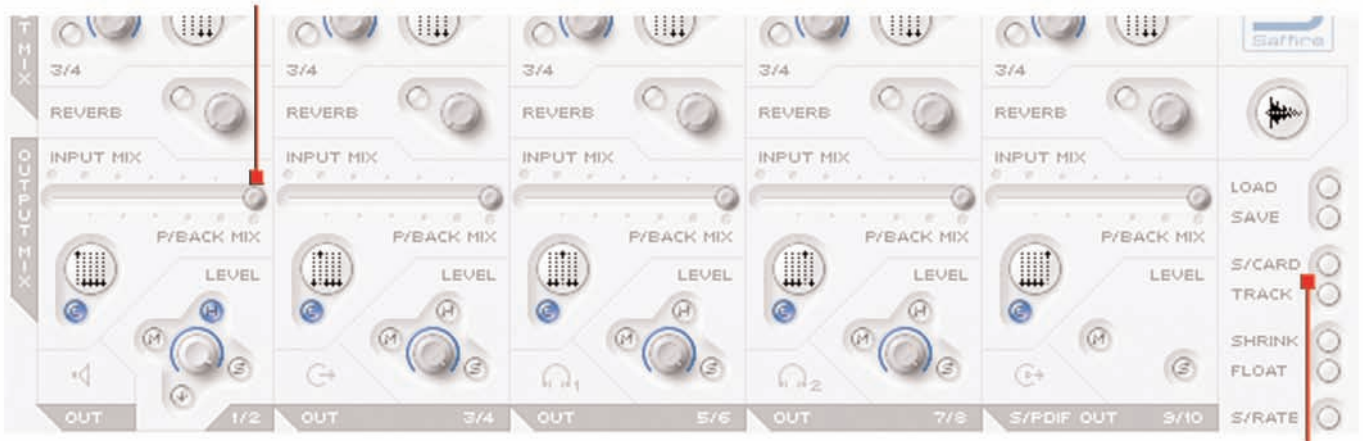 T MIX
OUTPUT MIX
3/4
3/4
3/4
3/4
3/4
REVERB
REVERB
REVERB
REVERB
REVERB
INPUT MIX
INPUT MIX
INPUT MIX
INPUT MIX
INPUT MIX
P/BACK MIX
P/BACK MIX
P/BACK MIX
P/BACK MIX
P/BACK MIX
LEVEL
LEVEL
LEVEL
LEVEL
LEVEL
M H S
M H S
M H S
M H S
M S
1
2
OUT 1/2
OUT 3/4
OUT 5/6
OUT 7/8
S/PDIF OUT 9/10
Saffire
LOAD
SAVE
S/CARD
TRACK
SHRINK
FLOAT
S/RATE